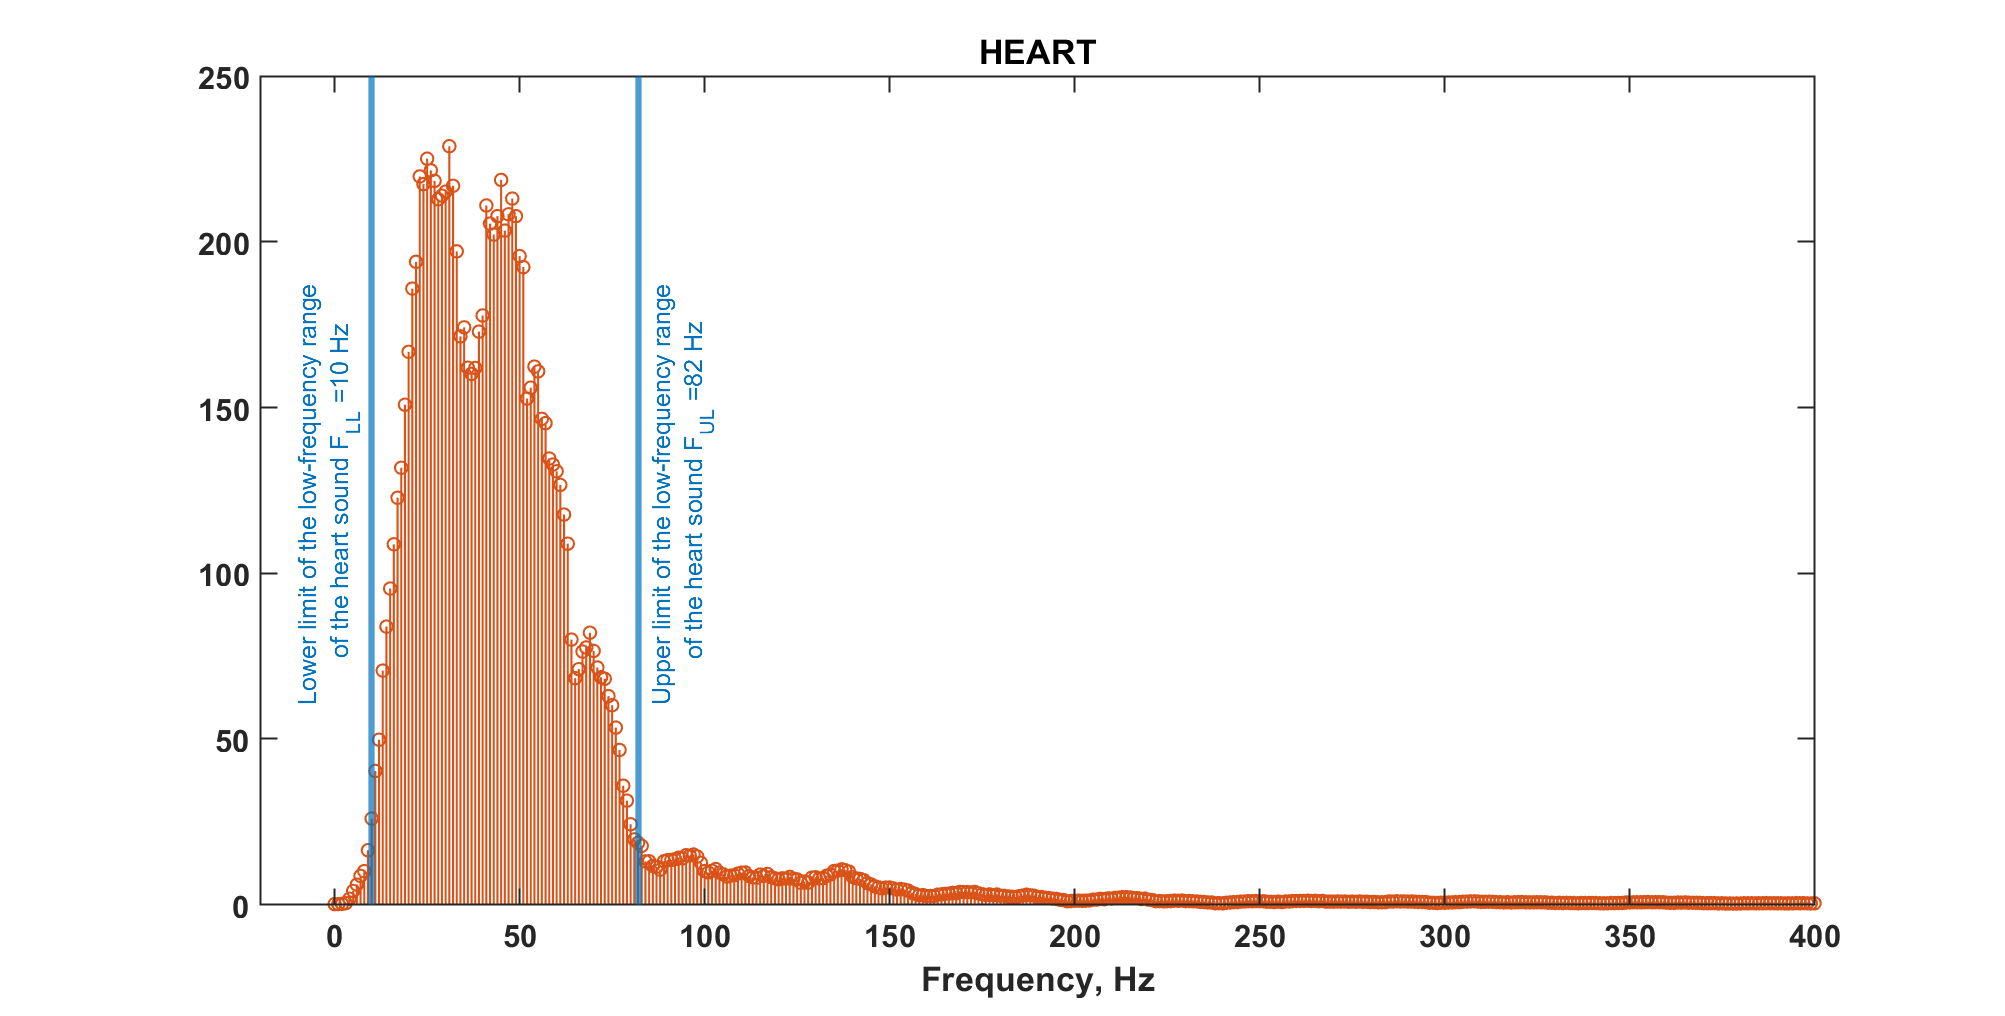 HEART
250
200
150
100
50
0
Lower limit of the low-frequency range
of the heart sound F_LL =10 Hz
Upper limit of the low-frequency range
of the heart sound F_UL =82 Hz
0 50 100 150 200 250 300 350 400
Frequency, Hz